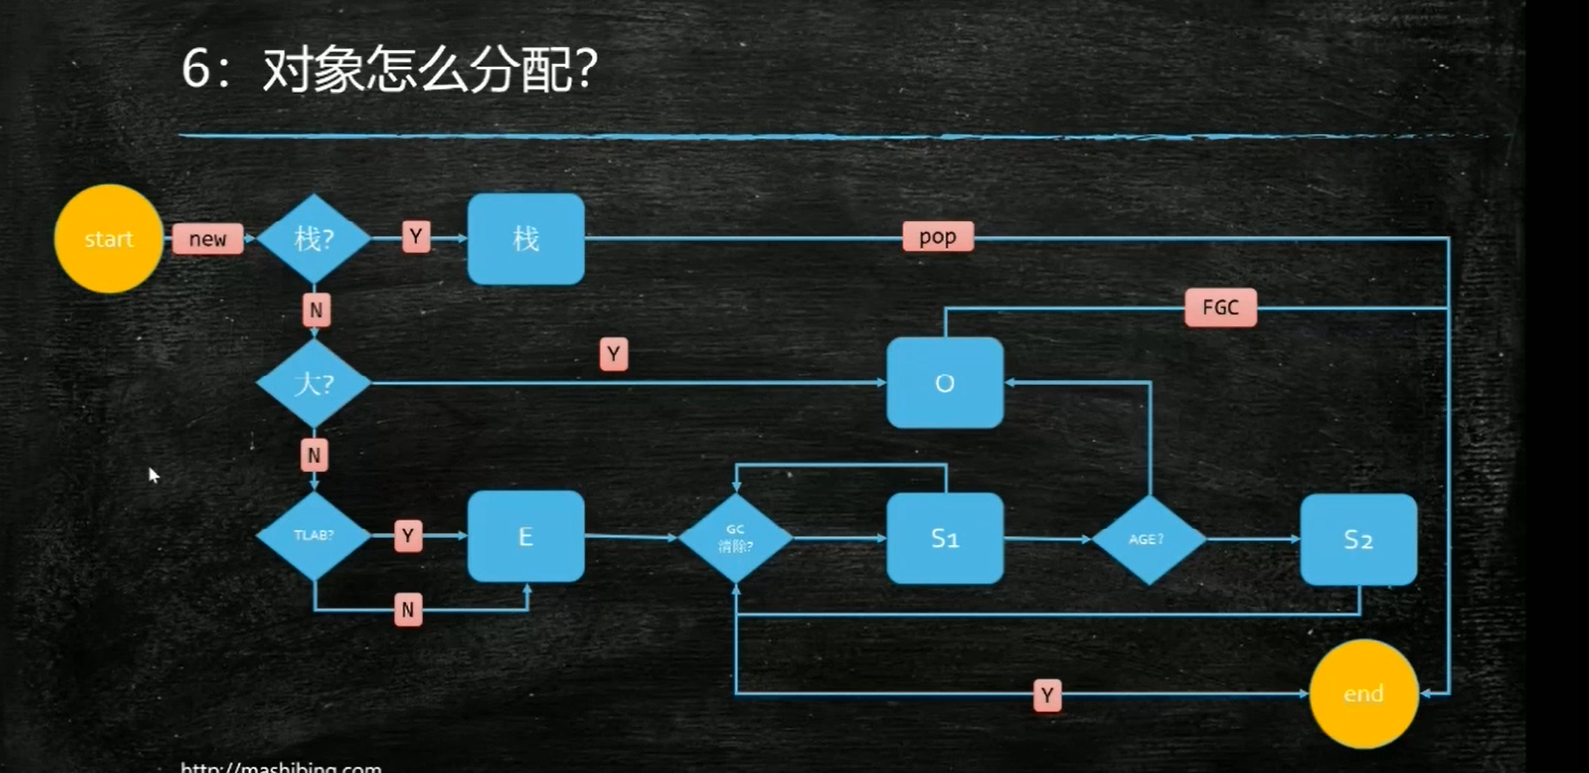 6：对象怎么分配?
start
new
栈?
Y
栈
pop
N
FGC
Y
大?
O
N
TLAB?
Y
E
GC
清除?
S1
AGE?
S2
N
Y
end
http://mashibing.com